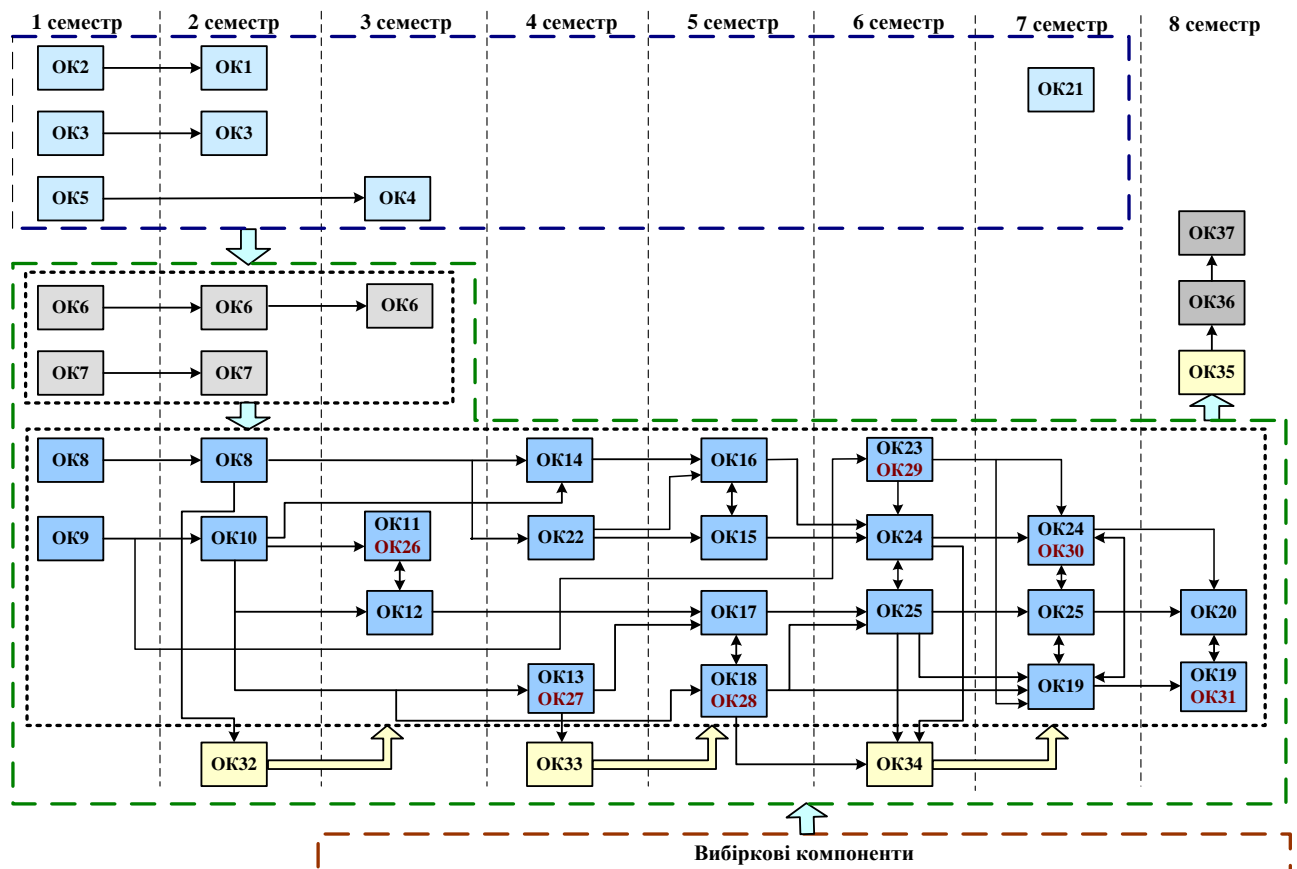 1 семестр
2 семестр
3 семестр
4 семестр
5 семестр
6 семестр
7 семестр
8 семестр
ОК2
ОК1
ОК21
ОК3
ОК3
ОК5
ОК4
ОК37
ОК6
ОК6
ОК6
ОК36
ОК7
ОК7
ОК35
ОК8
ОК8
ОК14
ОК16
ОК23
ОК29
ОК9
ОК10
ОК11
ОК26
ОК22
ОК15
ОК24
ОК24
ОК30
ОК12
ОК17
ОК25
ОК25
ОК20
ОК13
ОК27
ОК18
ОК28
ОК19
ОК19
ОК31
ОК32
ОК33
ОК34
Вибіркові компоненти